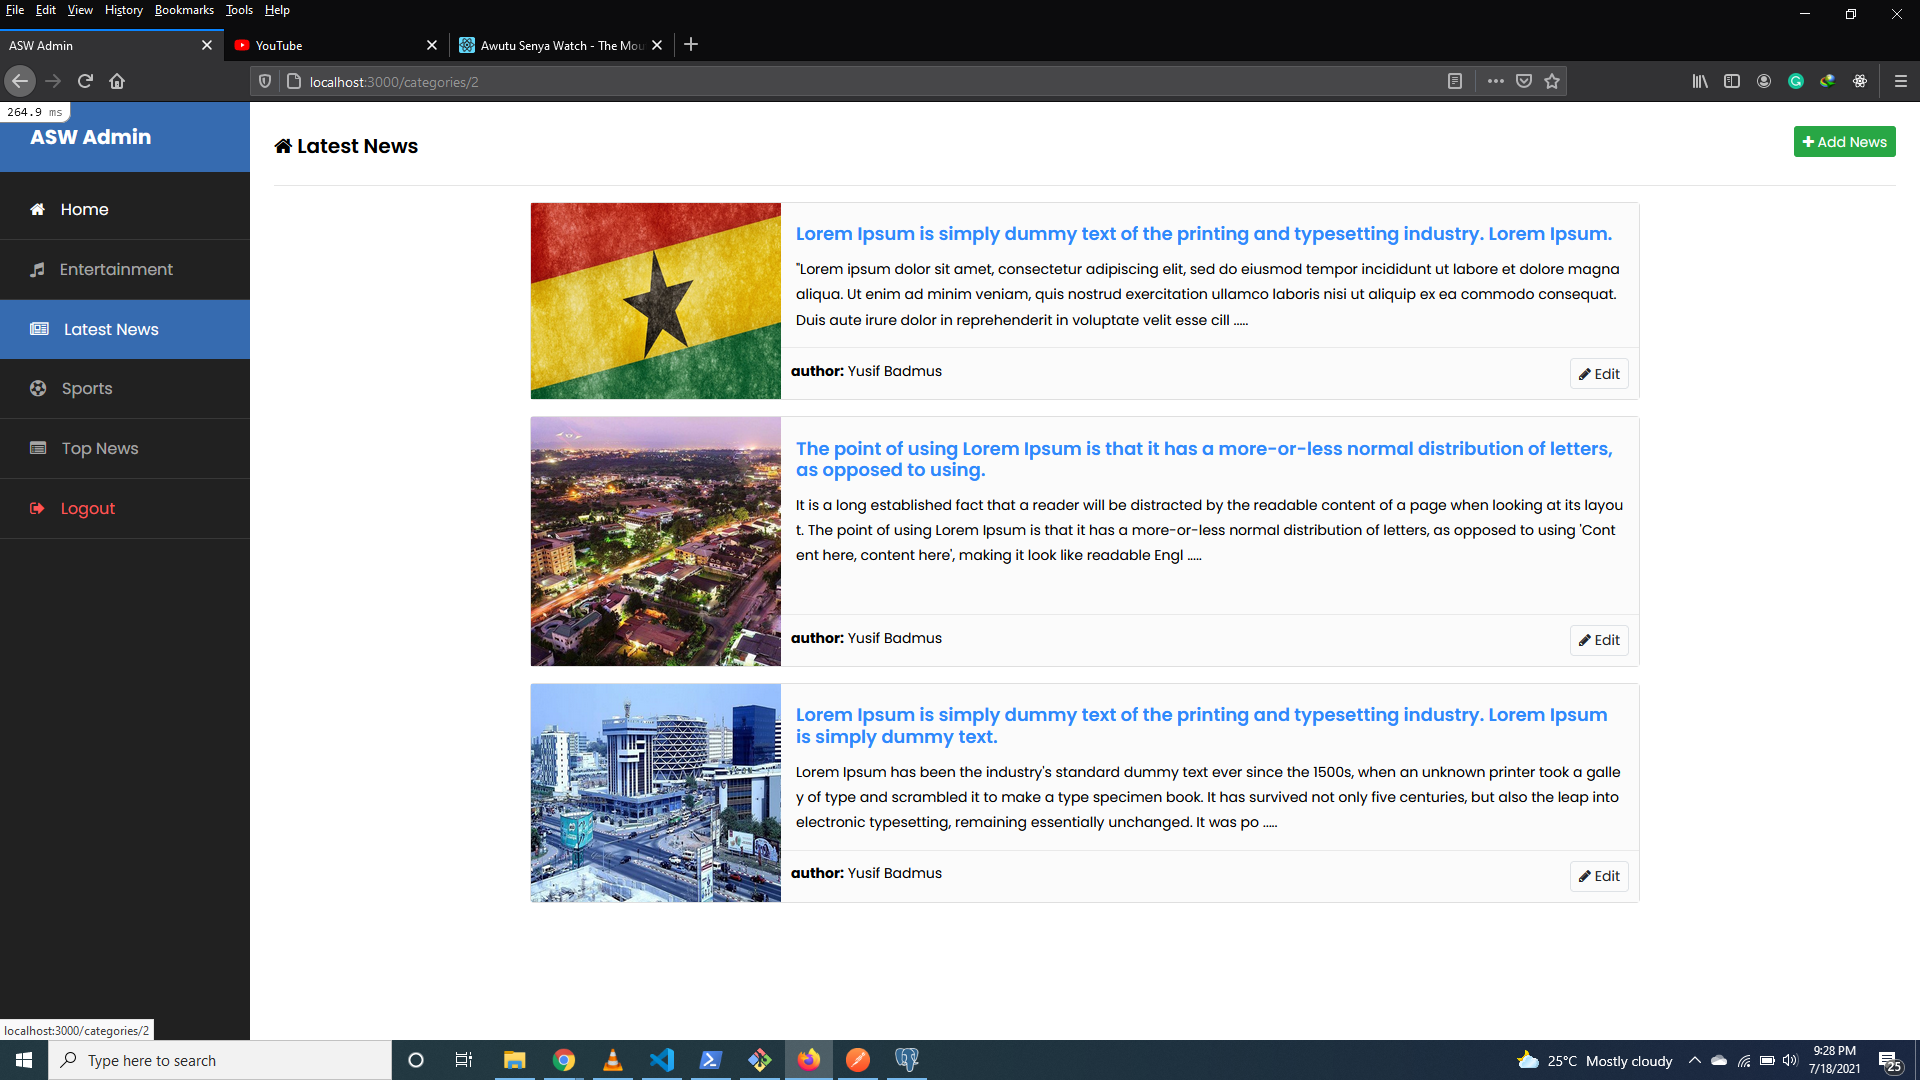 File Edit View History Bookmarks Tools Help
ASW Admin
YouTube
Awutu Senya Watch - The Mou
localhost:3000/categories/2
264.9 ms
ASW Admin
Home
Entertainment
Latest News
Sports
Top News
Logout
Latest News
Add News
Lorem Ipsum is simply dummy text of the printing and typesetting industry. Lorem Ipsum.
"Lorem ipsum dolor sit amet, consectetur adipiscing elit, sed do eiusmod tempor incididunt ut labore et dolore magna
aliqua. Ut enim ad minim veniam, quis nostrud exercitation ullamco laboris nisi ut aliquip ex ea commodo consequat.
Duis aute irure dolor in reprehenderit in voluptate velit esse cill .....
author: Yusif Badmus
Edit
The point of using Lorem Ipsum is that it has a more-or-less normal distribution of letters,
as opposed to using.
It is a long established fact that a reader will be distracted by the readable content of a page when looking at its layou
t. The point of using Lorem Ipsum is that it has a more-or-less normal distribution of letters, as opposed to using 'Cont
ent here, content here', making it look like readable Engl .....
author: Yusif Badmus
Edit
Lorem Ipsum is simply dummy text of the printing and typesetting industry. Lorem Ipsum
is simply dummy text.
Lorem Ipsum has been the industry's standard dummy text ever since the 1500s, when an unknown printer took a galle
y of type and scrambled it to make a type specimen book. It has survived not only five centuries, but also the leap into
electronic typesetting, remaining essentially unchanged. It was po .....
author: Yusif Badmus
Edit
localhost:3000/categories/2
Type here to search
25°C Mostly cloudy
9:28 PM
7/18/2021
25